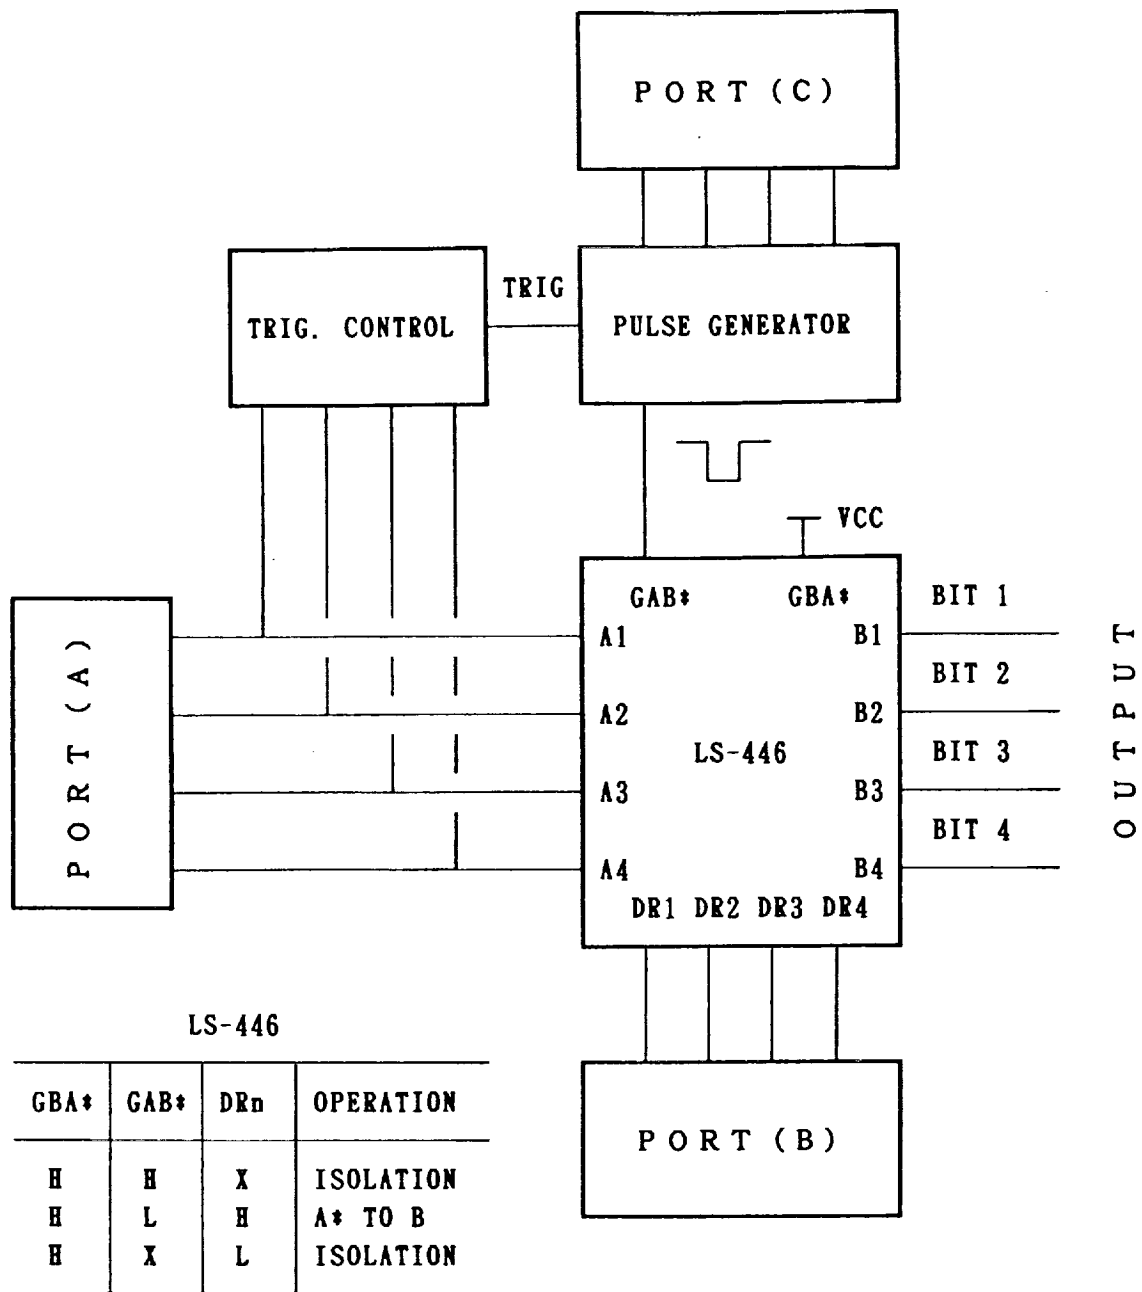 PORT (C)
TRIG
TRIG. CONTROL
PULSE GENERATOR
VCC
GAB*
GBA*
BIT 1
A1
B1
BIT 2
A2
B2
LS-446
BIT 3
A3
B3
BIT 4
A4
B4
DR1 DR2 DR3 DR4
PORT (A)
OUTPUT
PORT (B)
LS-446
GBA* GAB* DRn OPERATION
H H X ISOLATION
H L H A* TO B
H X L ISOLATION